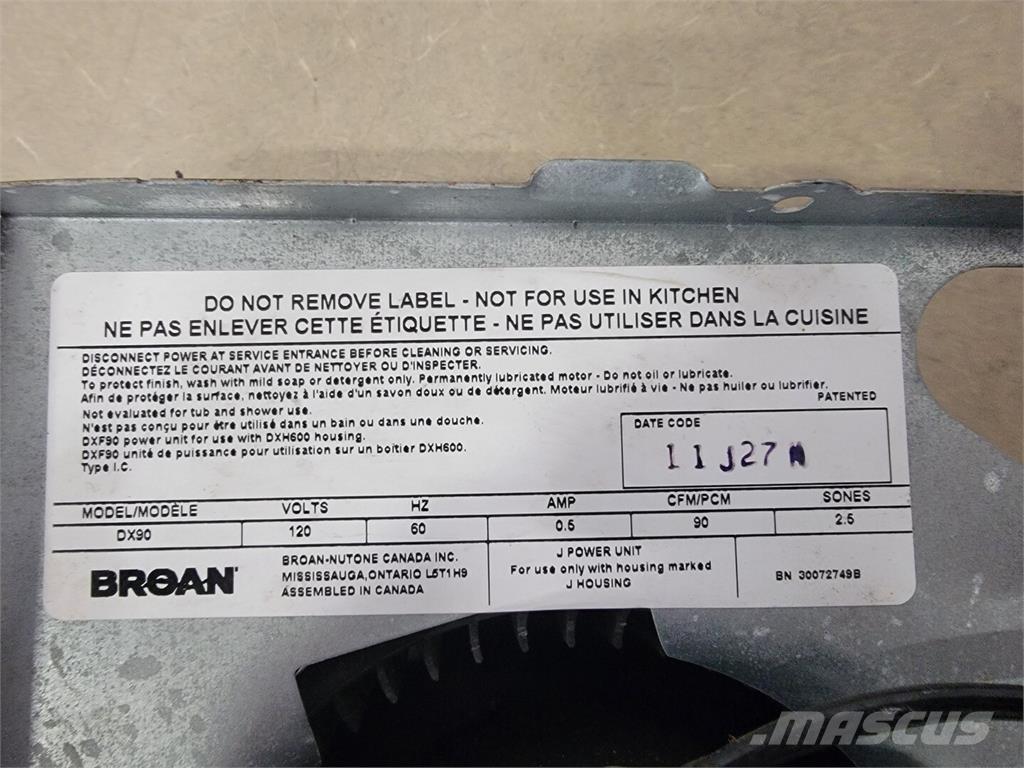 DO NOT REMOVE LABEL - NOT FOR USE IN KITCHEN
NE PAS ENLEVER CETTE ÉTIQUETTE - NE PAS UTILISER DANS LA CUISINE
DISCONNECT POWER AT SERVICE ENTRANCE BEFORE CLEANING OR SERVICING.
DÉCONNECTEZ LE COURANT AVANT DE NETTOYER OU D'INSPECTER.
To protect finish, wash with mild soap or detergent only. Permanently lubricated motor - Do not oil or lubricate.
Afin de protéger la surface, nettoyez à l'aide d'un savon doux ou de détergent. Moteur lubrifié à vie - Ne pas huiler ou lubrifier.
PATENTED
Not evaluated for tub and shower use.
N'est pas conçu pour être utilisé dans un bain ou dans une douche.
DXF90 power unit for use with DXH600 housing.
DXF90 unité de puissance pour utilisation sur un boîtier DXH600.
Type I.C.
DATE CODE
11J27
MODEL/MODÈLE VOLTS HZ AMP CFM/PCM SONES
DX90 120 60 0.5 90 2.5
BROAN
BROAN-NUTONE CANADA INC.
MISSISSAUGA, ONTARIO L5T1H9
ASSEMBLED IN CANADA
J POWER UNIT
For use only with housing marked
J HOUSING
BN 30072749B
MASCUS